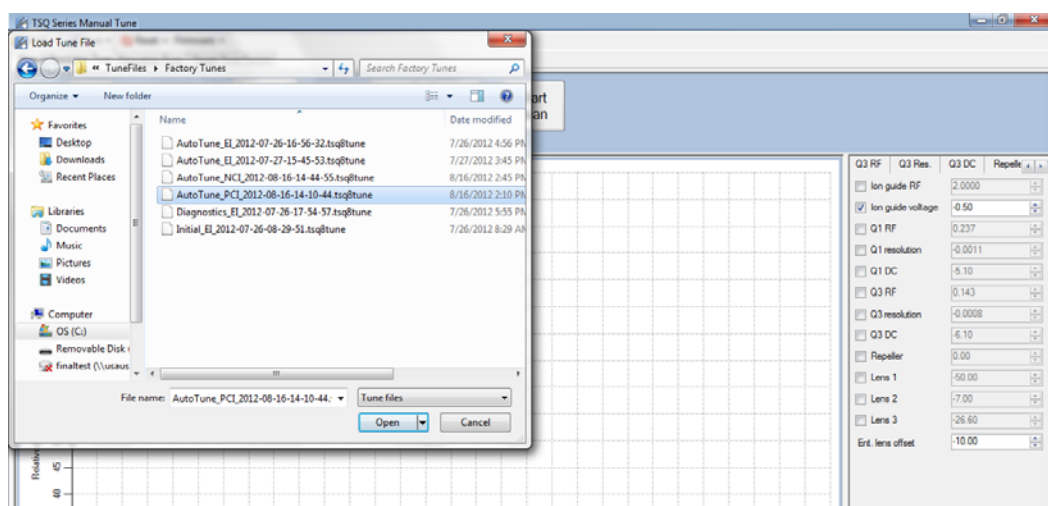 TSQ Series Manual Tune
Load Tune File
« TuneFiles ▸ Factory Tunes
Search Factory Tunes
Organize
New folder
Name
Date modified
Favorites
Desktop
Downloads
Recent Places
Libraries
Documents
Music
Pictures
Videos
Computer
OS (C:)
Removable Disk
finaltest (\\usaus
AutoTune_EI_2012-07-26-16-56-32.tsq8tune 7/26/2012 4:56 PM
AutoTune_EI_2012-07-27-15-45-53.tsq8tune 7/27/2012 3:45 PM
AutoTune_NCI_2012-08-16-14-44-55.tsq8tune 8/16/2012 2:45 PM
AutoTune_PCI_2012-08-16-14-10-44.tsq8tune 8/16/2012 2:10 PM
Diagnostics_EI_2012-07-26-17-54-57.tsq8tune 7/26/2012 5:55 PM
Initial_EI_2012-07-26-08-29-51.tsq8tune 7/26/2012 8:29 AM
File name: AutoTune_PCI_2012-08-16-14-10-44.
Tune files
Open
Cancel
art
an
Relative
45
40
Q3 RF Q3 Res. Q3 DC Repelle
Ion guide RF 2.0000
Ion guide voltage -0.50
Q1 RF 0.237
Q1 resolution -0.0011
Q1 DC -5.10
Q3 RF 0.143
Q3 resolution -0.0008
Q3 DC -6.10
Repeller 0.00
Lens 1 -50.00
Lens 2 -7.00
Lens 3 -26.60
Ent. lens offset -10.00